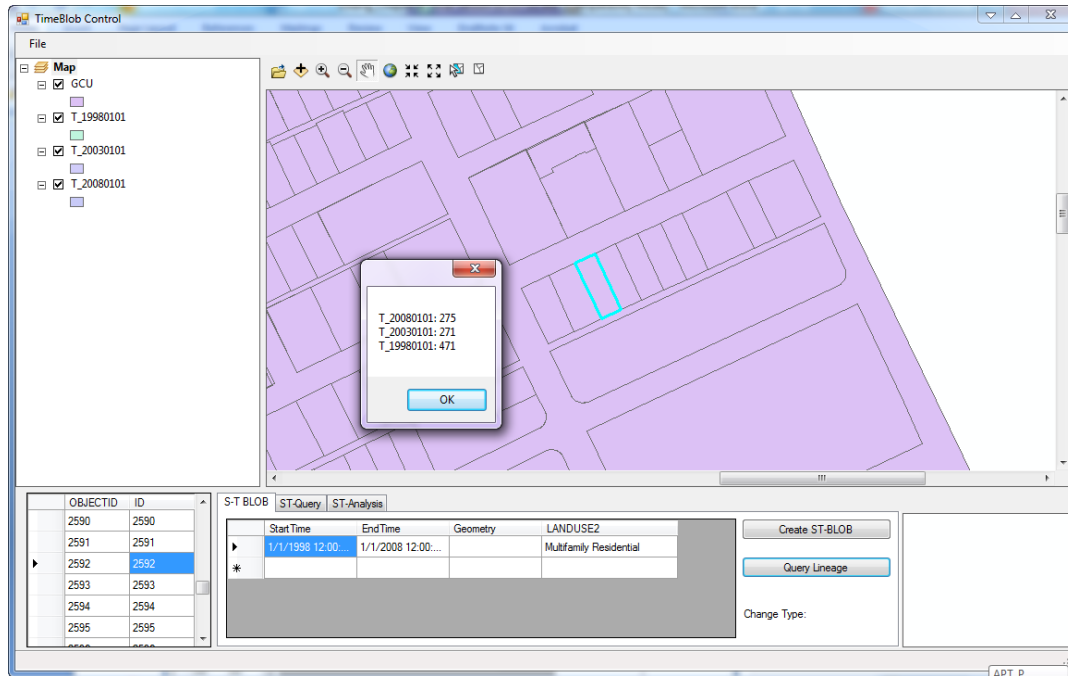 TimeBlob Control
File
Map
GCU
T_19980101
T_20030101
T_20080101
T_20080101: 275
T_20030101: 271
T_19980101: 471
OK
OBJECTID ID
2590 2590
2591 2591
2592 2592
2593 2593
2594 2594
2595 2595
S-T BLOB ST-Query ST-Analysis
StartTime EndTime Geometry LANDUSE2
1/1/1998 12:00:... 1/1/2008 12:00:... Multifamily Residential
Create ST-BLOB
Query Lineage
Change Type:
APT_P